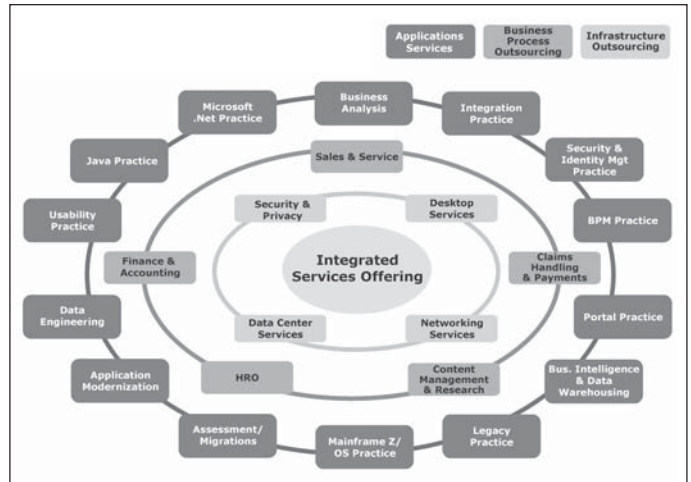 Applications
Services
Business
Process
Outsourcing
Infrastructure
Outsourcing
Business
Analysis
Microsoft
.Net Practice
Integration
Practice
Java Practice
Sales & Service
Security &
Identity Mgt
Practice
Usability
Practice
Security &
Privacy
Desktop
Services
BPM Practice
Finance &
Accounting
Integrated
Services Offering
Claims
Handling
& Payments
Data
Engineering
Data Center
Services
Networking
Services
Portal Practice
Application
Modernization
HRO
Content
Management
& Research
Bus. Intelligence
& Data
Warehousing
Assessment/
Migrations
Mainframe Z/
OS Practice
Legacy
Practice